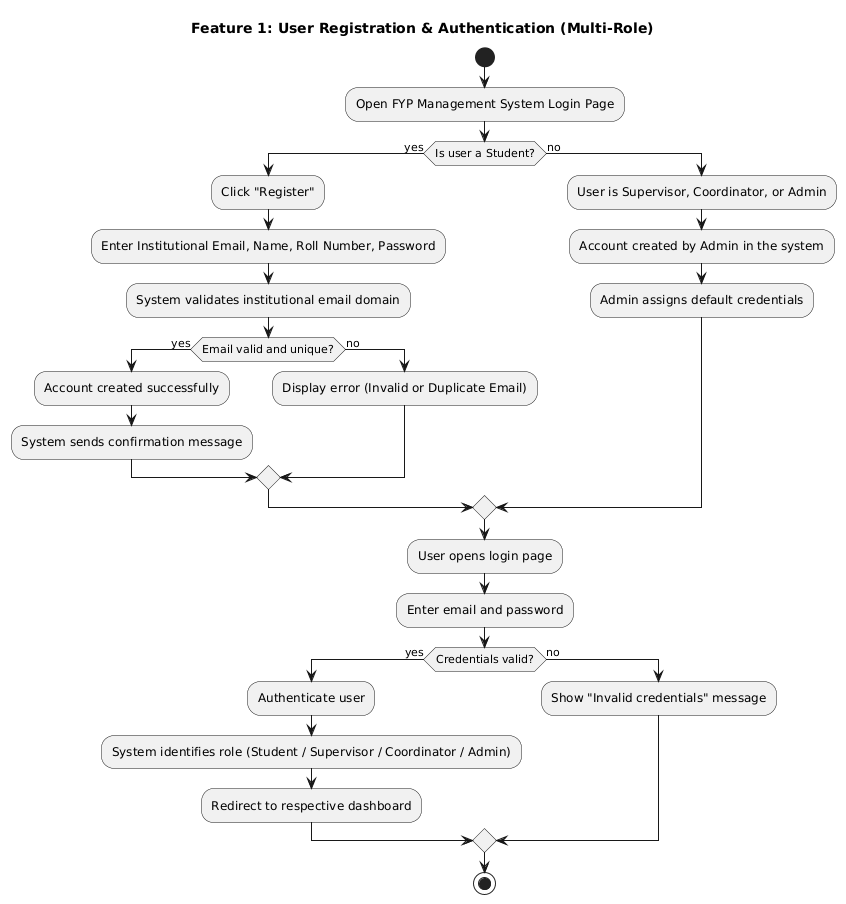 Feature 1: User Registration & Authentication (Multi-Role)
Open FYP Management System Login Page
yes
Is user a Student?
no
Click "Register"
User is Supervisor, Coordinator, or Admin
Enter Institutional Email, Name, Roll Number, Password
Account created by Admin in the system
System validates institutional email domain
Admin assigns default credentials
yes
Email valid and unique?
no
Account created successfully
Display error (Invalid or Duplicate Email)
System sends confirmation message
User opens login page
Enter email and password
yes
Credentials valid?
no
Authenticate user
Show "Invalid credentials" message
System identifies role (Student / Supervisor / Coordinator / Admin)
Redirect to respective dashboard